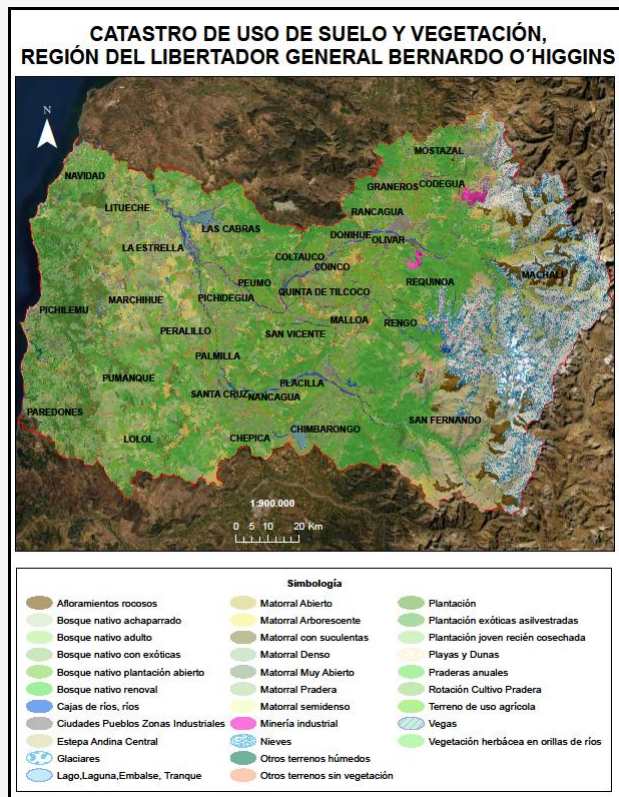 CATASTRO DE USO DE SUELO Y VEGETACIÓN,
REGIÓN DEL LIBERTADOR GENERAL BERNARDO O´HIGGINS
N
MOSTAZAL
NAVIDAD
GRANEROS
CODEGUA
LITUECHE
RANCAGUA
LAS CABRAS
DONIHUE
OLIVAR
LA ESTRELLA
COLTAUCO
COINCO
MACHALI
PEUMO
REQUINOA
QUINTA DE TILCOCO
MARCHIHUE
PICHIDEGUA
PICHILEMU
MALLOA
RENGO
PERALILLO
SAN VICENTE
PALMILLA
PUMANQUE
PLACILLA
SANTA CRUZ
NANCAGUA
PAREDONES
SAN FERNANDO
CHIMBARONGO
LOLOL
CHEPICA
1:900.000
0 5 10 20 Km
Simbología
Afloramientos rocosos
Bosque nativo achaparrado
Bosque nativo adulto
Bosque nativo con exóticas
Bosque nativo plantación abierto
Bosque nativo renoval
Cajas de ríos, ríos
Ciudades Pueblos Zonas Industriales
Estepa Andina Central
Glaciares
Lago,Laguna,Embalse, Tranque
Matorral Abierto
Matorral Arborescente
Matorral con suculentas
Matorral Denso
Matorral Muy Abierto
Matorral Pradera
Matorral semidenso
Minería industrial
Nieves
Otros terrenos húmedos
Otros terrenos sin vegetación
Plantación
Plantación exóticas asilvestradas
Plantación joven recién cosechada
Playas y Dunas
Praderas anuales
Rotación Cultivo Pradera
Terreno de uso agrícola
Vegas
Vegetación herbácea en orillas de ríos